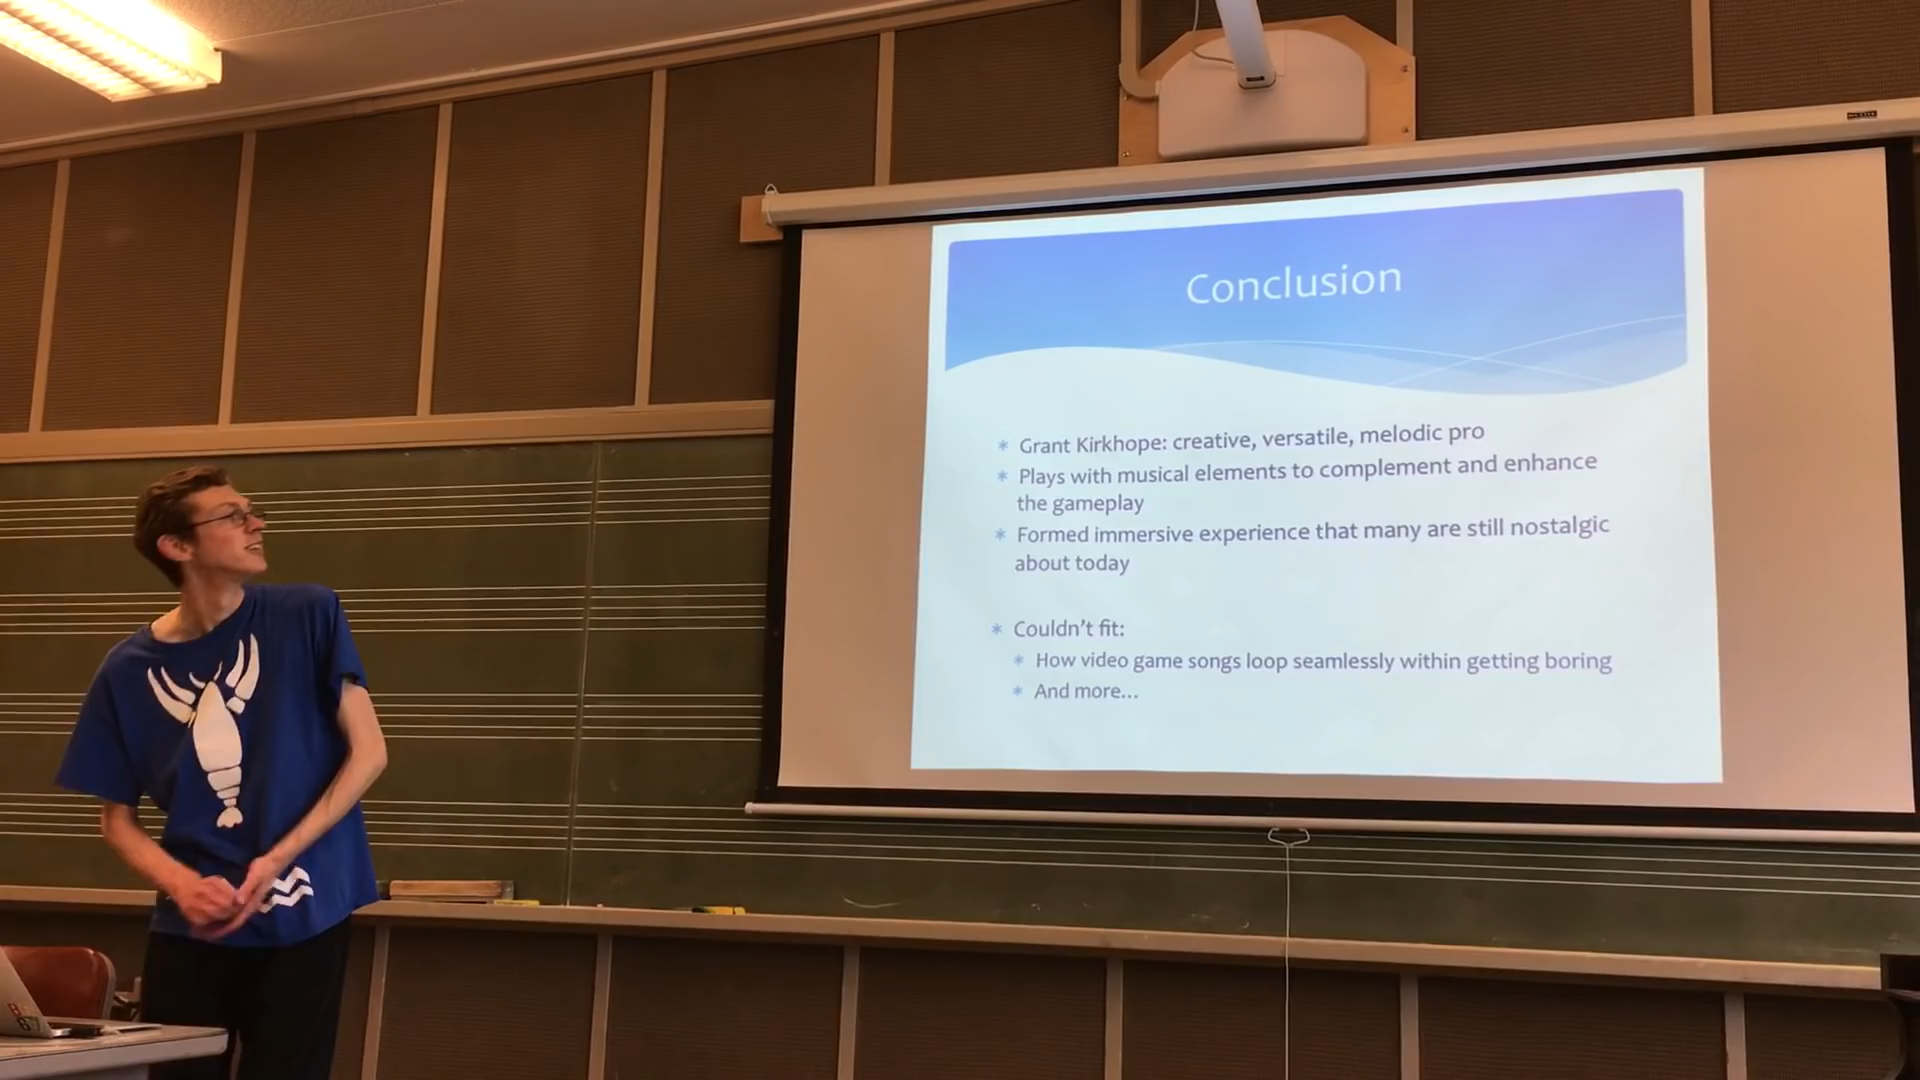 Conclusion
* Grant Kirkhope: creative, versatile, melodic pro
* Plays with musical elements to complement and enhance
the gameplay
* Formed immersive experience that many are still nostalgic
about today
* Couldn't fit:
* How video game songs loop seamlessly within getting boring
* And more...